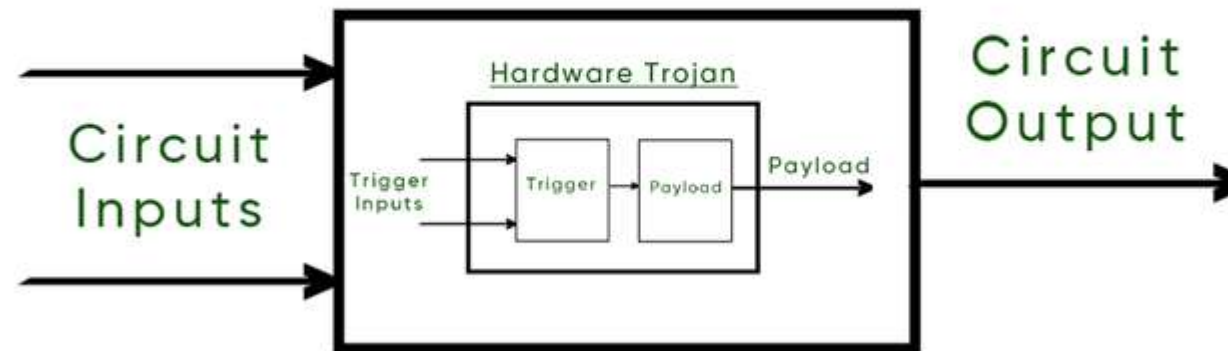 Circuit
Inputs
Hardware Trojan
Trigger
Inputs
Trigger
Payload
Payload
Circuit
Output